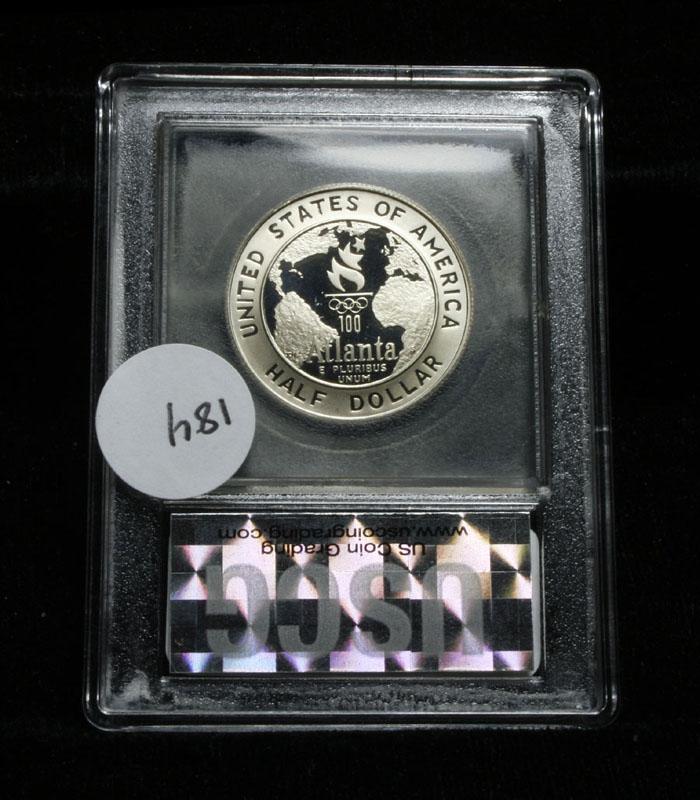 UNITED STATES OF AMERICA
100
Atlanta
E PLURIBUS
UNUM
HALF DOLLAR
184
USCG
US Coin Grading
www.uscoingrading.com